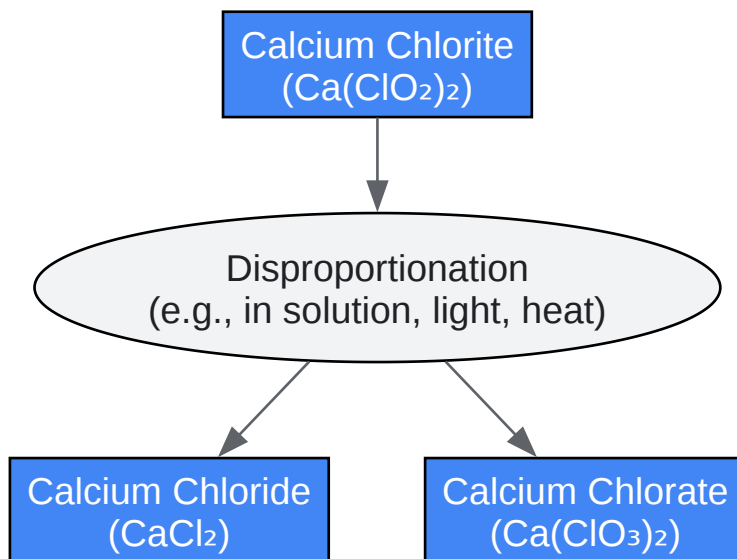 Calcium Chlorite
(Ca(ClO₂)₂)
Disproportionation
(e.g., in solution, light, heat)
Calcium Chloride
(CaCl₂)
Calcium Chlorate
(Ca(ClO₃)₂)